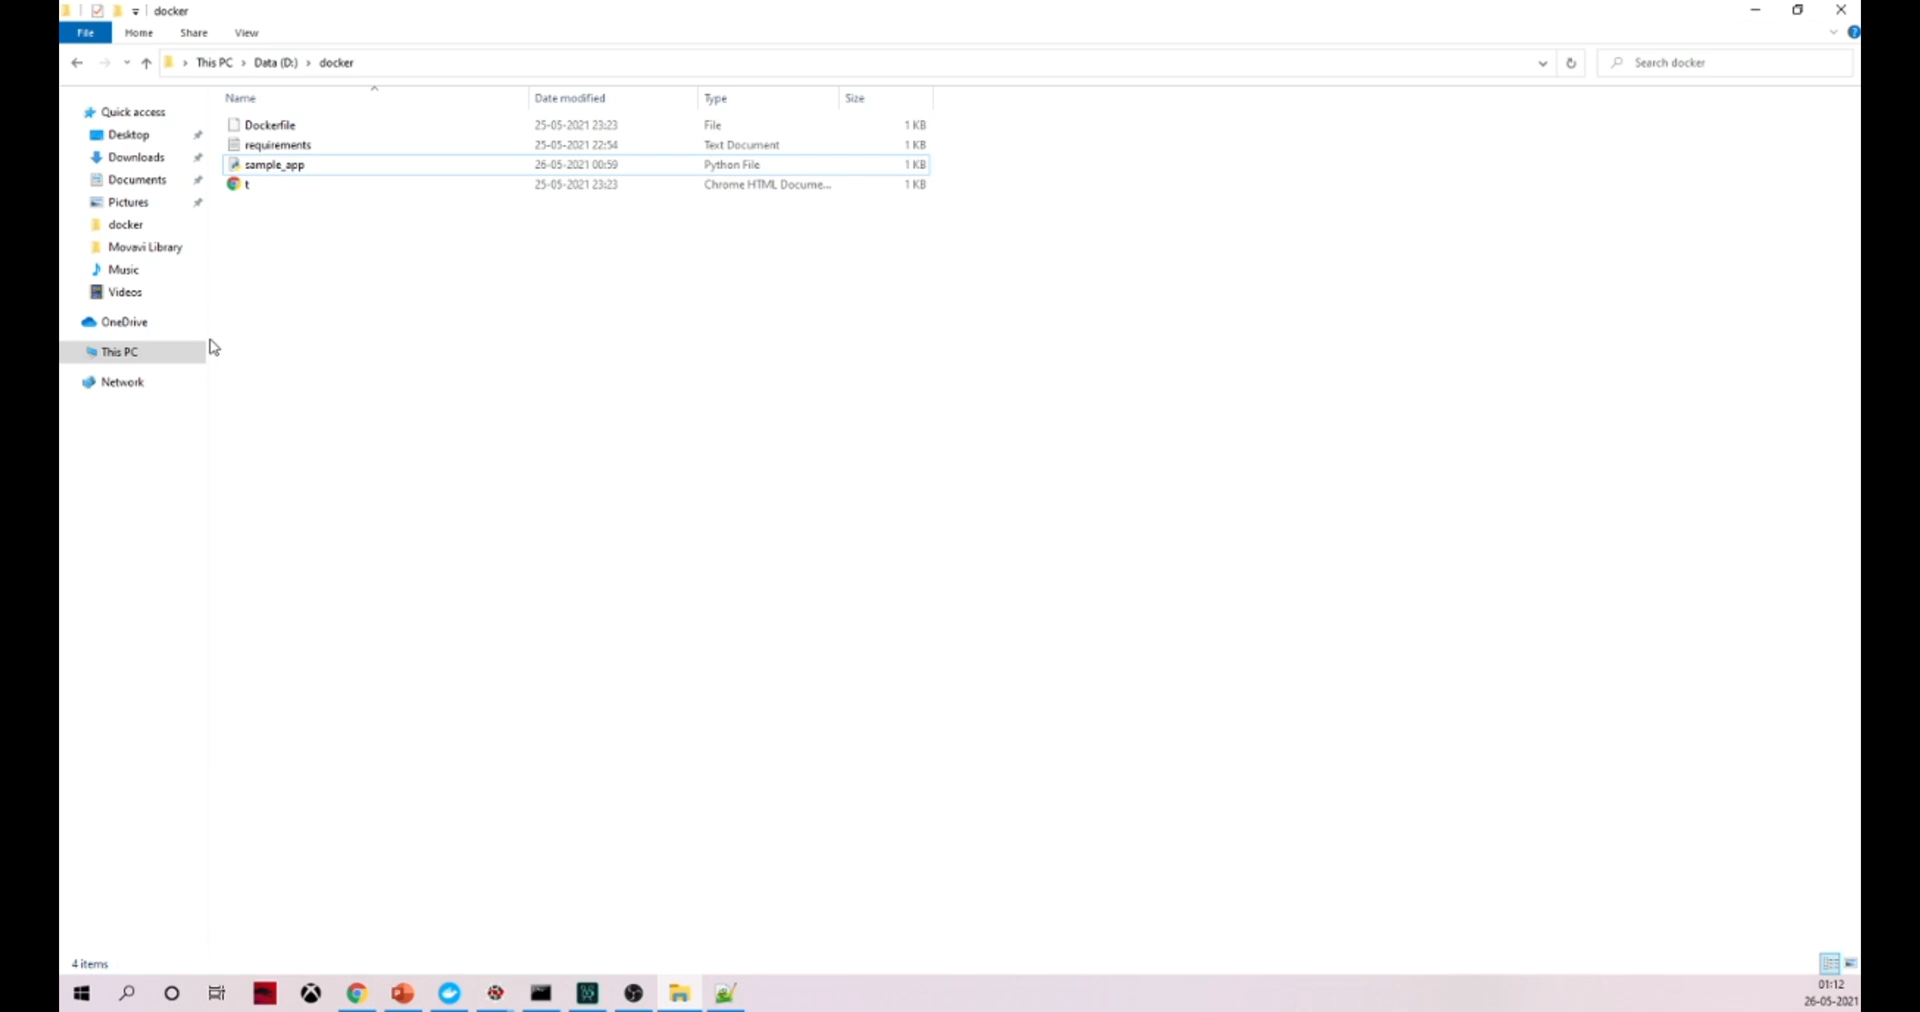 docker
File Home Share View
This PC Data (D:) docker
Search docker
Name Date modified Type Size
Quick access
Desktop
Downloads
Documents
Pictures
docker
Movavi Library
Music
Videos
OneDrive
This PC
Network
Dockerfile 25-05-2021 23:23 File 1 KB
requirements 25-05-2021 22:54 Text Document 1 KB
sample_app 26-05-2021 00:59 Python File 1 KB
t 25-05-2021 23:23 Chrome HTML Docume... 1 KB
4 items
01:12
26-05-2021